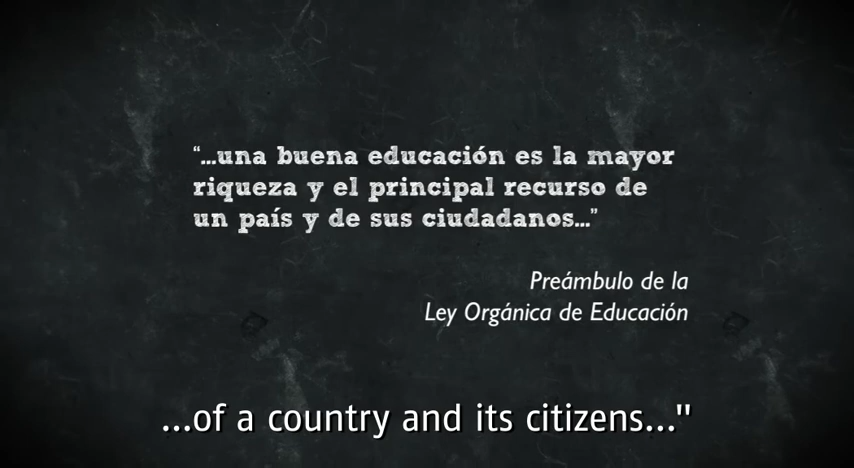 “...una buena educación es la mayor
riqueza y el principal recurso de
un país y de sus ciudadanos...”
Preámbulo de la
Ley Orgánica de Educación
...of a country and its citizens..."